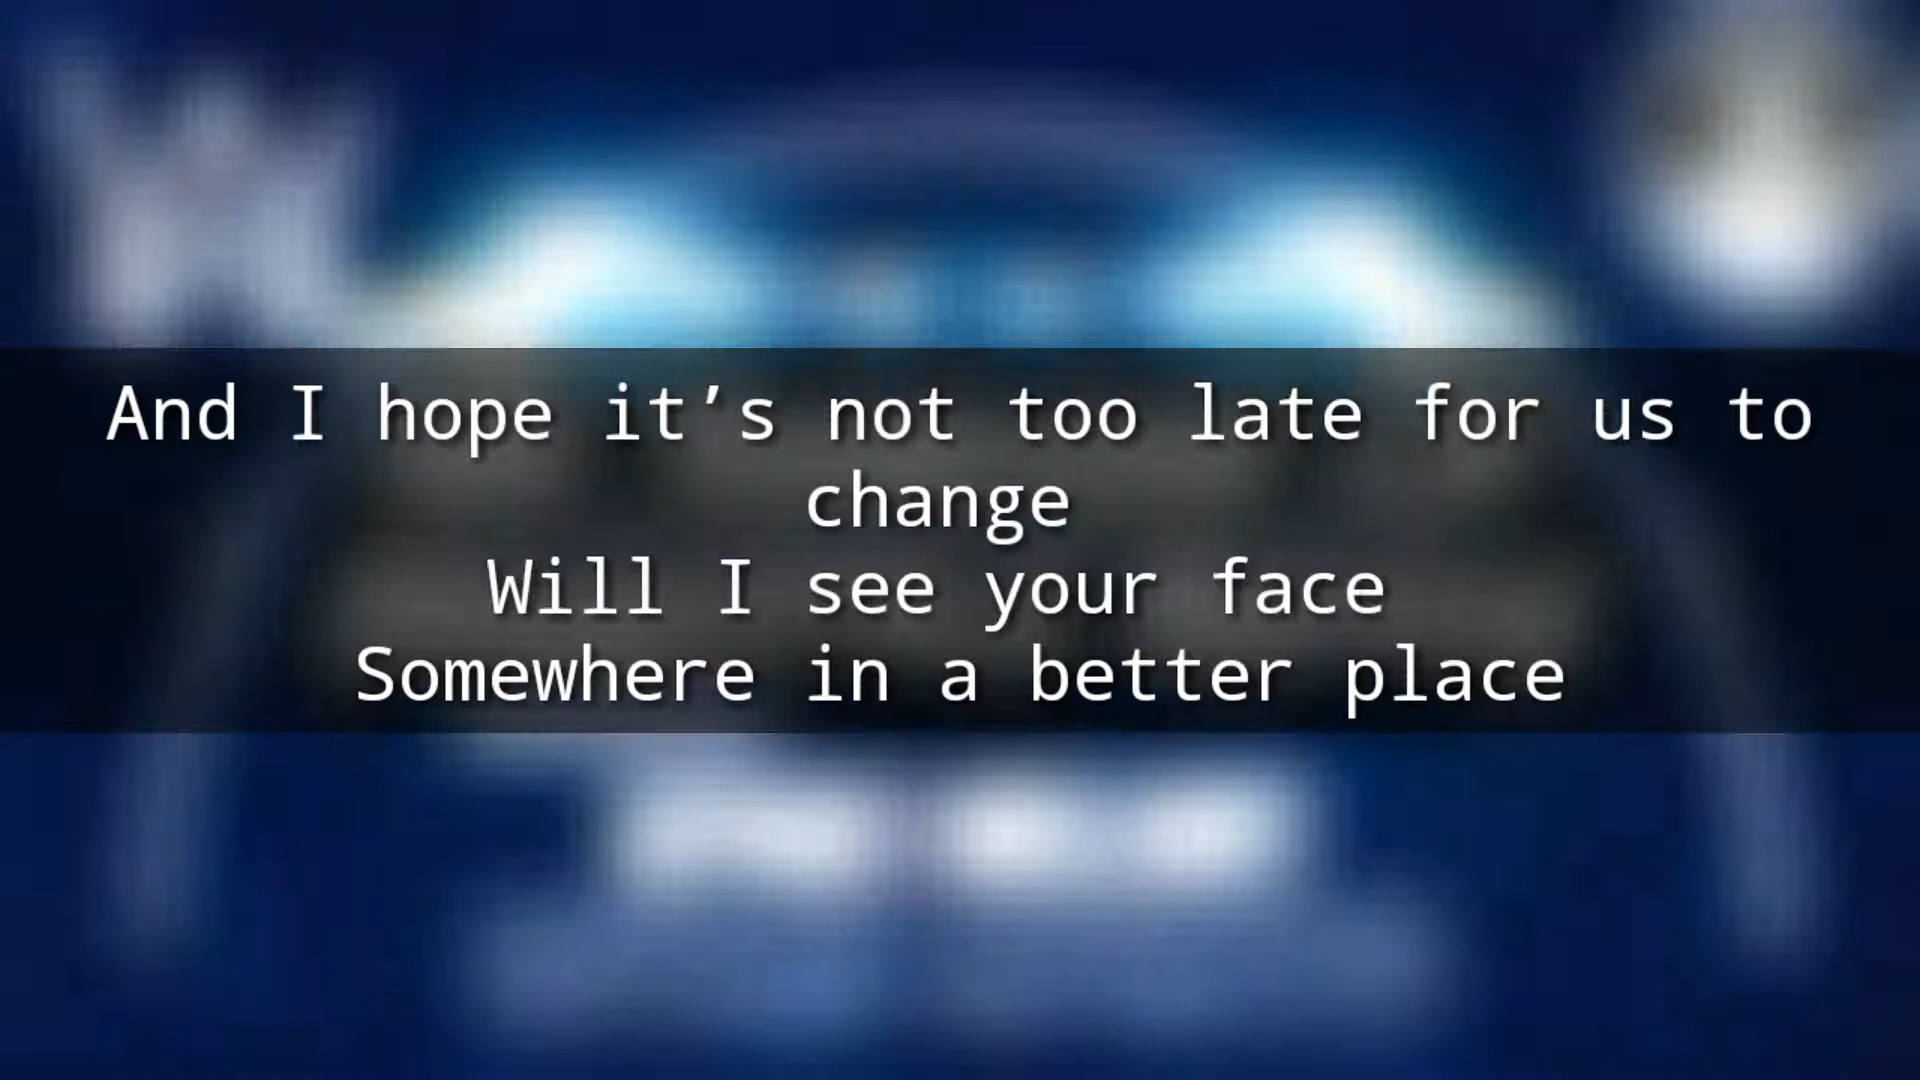 And I hope it’s not too late for us to
change
Will I see your face
Somewhere in a better place